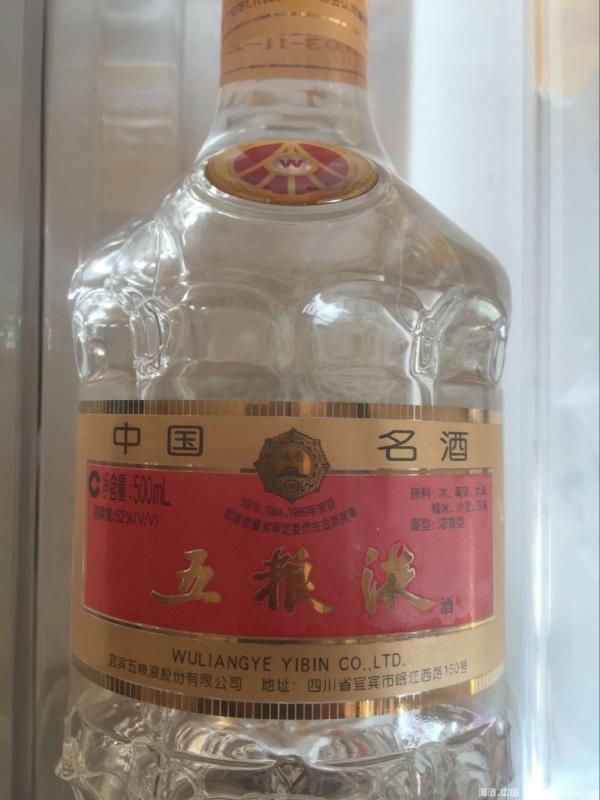 W
中国名酒
净含量:500mL
酒精度:52%(V/V)
1979、1984、1989年荣获
国家质量奖审定委员会金质奖章
原料:水、高粱、大米、
糯米、小麦、玉米
香型:浓香型
五粮液酒
WULIANGYE YIBIN CO.,LTD.
宜宾五粮液股份有限公司 地址:四川省宜宾市岷江西路150号